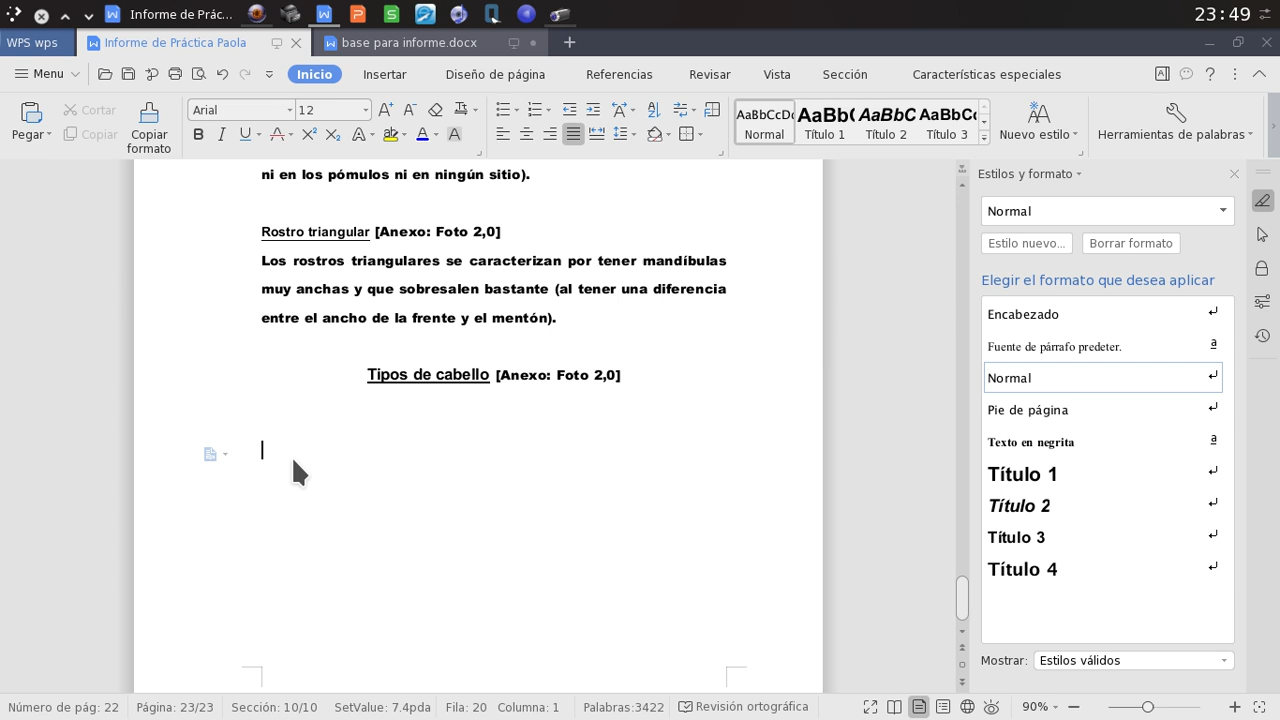 Informe de Prác...
23:49
WPS wps
Informe de Práctica Paola
base para informe.docx
Menu
Inicio
Insertar
Diseño de página
Referencias
Revisar
Vista
Sección
Características especiales
Pegar
Cortar
Copiar
Copiar formato
Arial
12
AaBbCcDc
Normal
AaBb(
Título 1
AaBbC
Título 2
AaBbCc
Título 3
Nuevo estilo
Herramientas de palabras
ni en los pómulos ni en ningún sitio).
Rostro triangular [Anexo: Foto 2,0]
Los rostros triangulares se caracterizan por tener mandíbulas
muy anchas y que sobresalen bastante (al tener una diferencia
entre el ancho de la frente y el mentón).
Tipos de cabello [Anexo: Foto 2,0]
Estilos y formato
Normal
Estilo nuevo...
Borrar formato
Elegir el formato que desea aplicar
Encabezado
Fuente de párrafo predeter.
Normal
Pie de página
Texto en negrita
Título 1
Título 2
Título 3
Título 4
Mostrar: Estilos válidos
Número de pág: 22
Página: 23/23
Sección: 10/10
SetValue: 7.4pda
Fila: 20
Columna: 1
Palabras:3422
Revisión ortográfica
90%